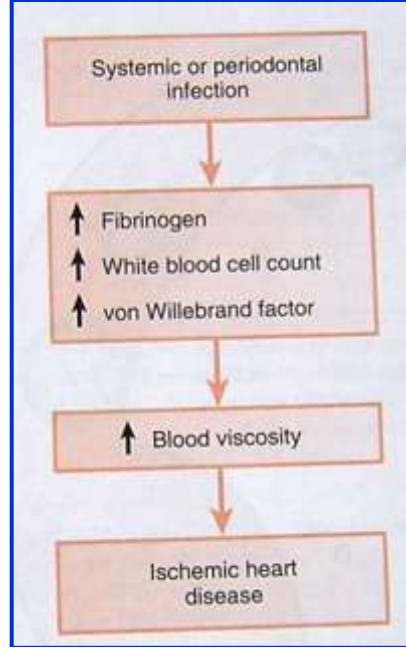 Systemic or periodontal
infection
↑ Fibrinogen
↑ White blood cell count
↑ von Willebrand factor
↑ Blood viscosity
Ischemic heart
disease